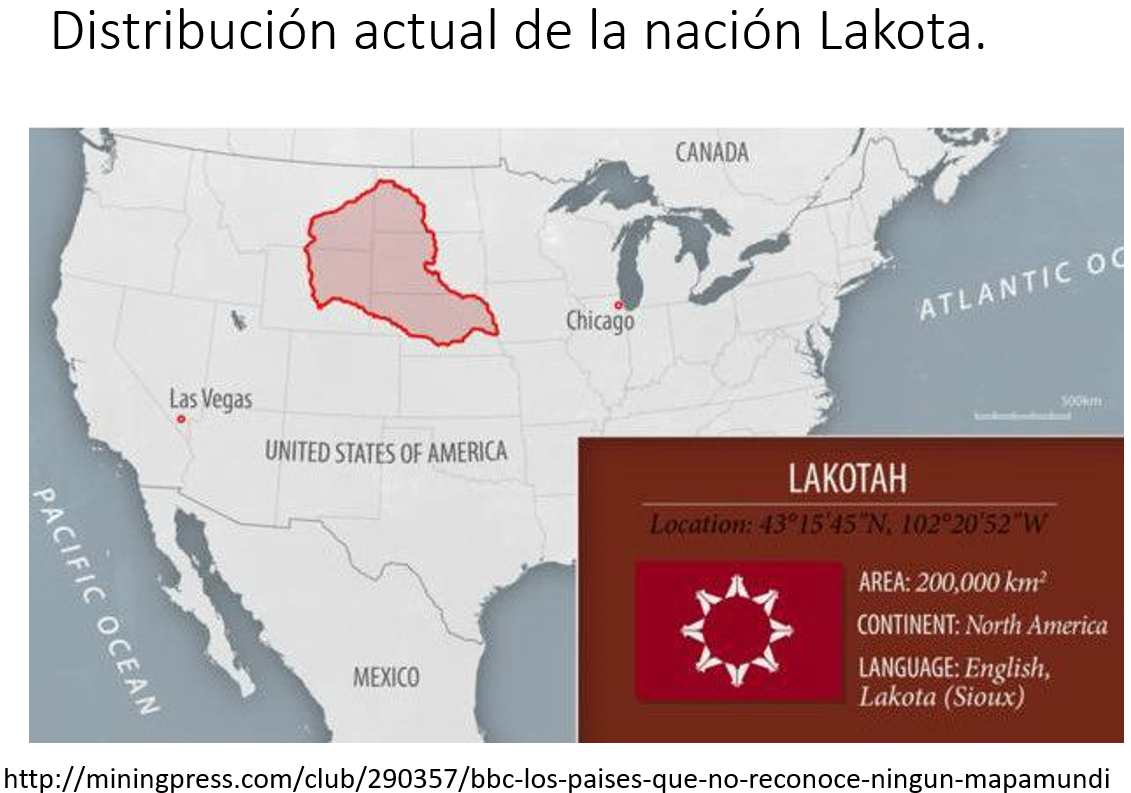 Distribución actual de la nación Lakota.
CANADA
ATLANTIC OC
Chicago
500km
Las Vegas
UNITED STATES OF AMERICA
PACIFIC OCEAN
MEXICO
LAKOTAH
Location: 43°15'45"N, 102°20'52"W
AREA: 200,000 km²
CONTINENT: North America
LANGUAGE: English,
Lakota (Sioux)
http://miningpress.com/club/290357/bbc-los-paises-que-no-reconoce-ningun-mapamundi